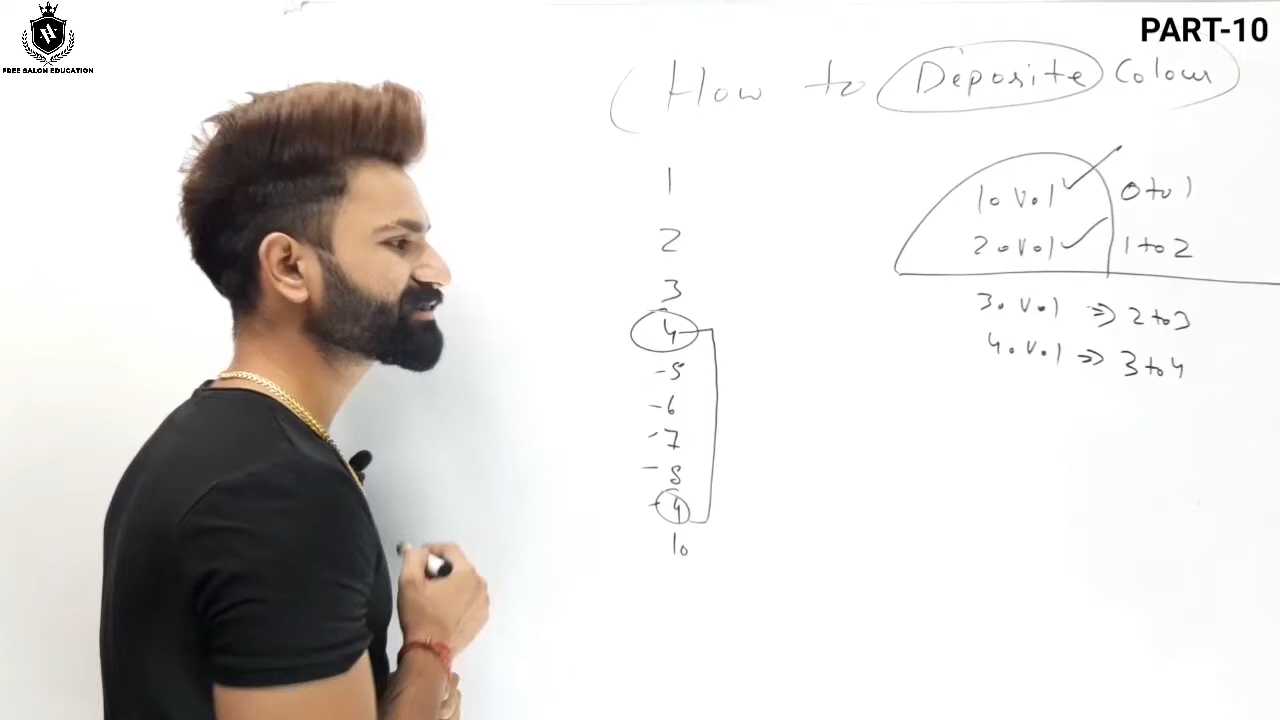 FREE SALON EDUCATION
PART-10
How to Deposite Colour
1
2
3
4
-5
-6
-7
-8
-9
10
10 Vol 0 to 1
20 Vol 1 to 2
30 Vol ⇒ 2 to 3
40 Vol ⇒ 3 to 4